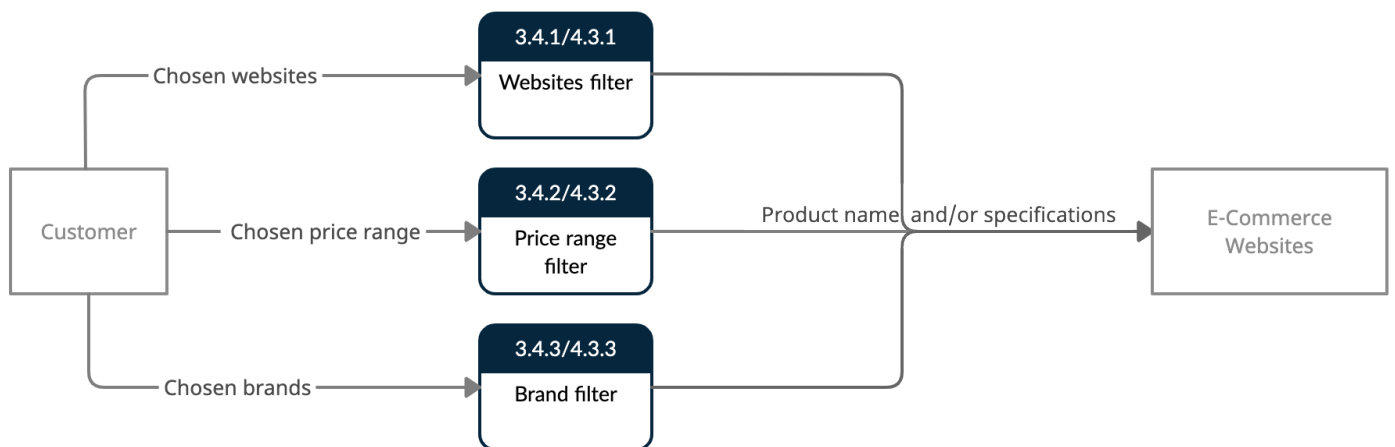 3.4.1/4.3.1
Chosen websites
Websites filter
3.4.2/4.3.2
Customer
Chosen price range
Price range
filter
Product name and/or specifications
E-Commerce
Websites
3.4.3/4.3.3
Chosen brands
Brand filter